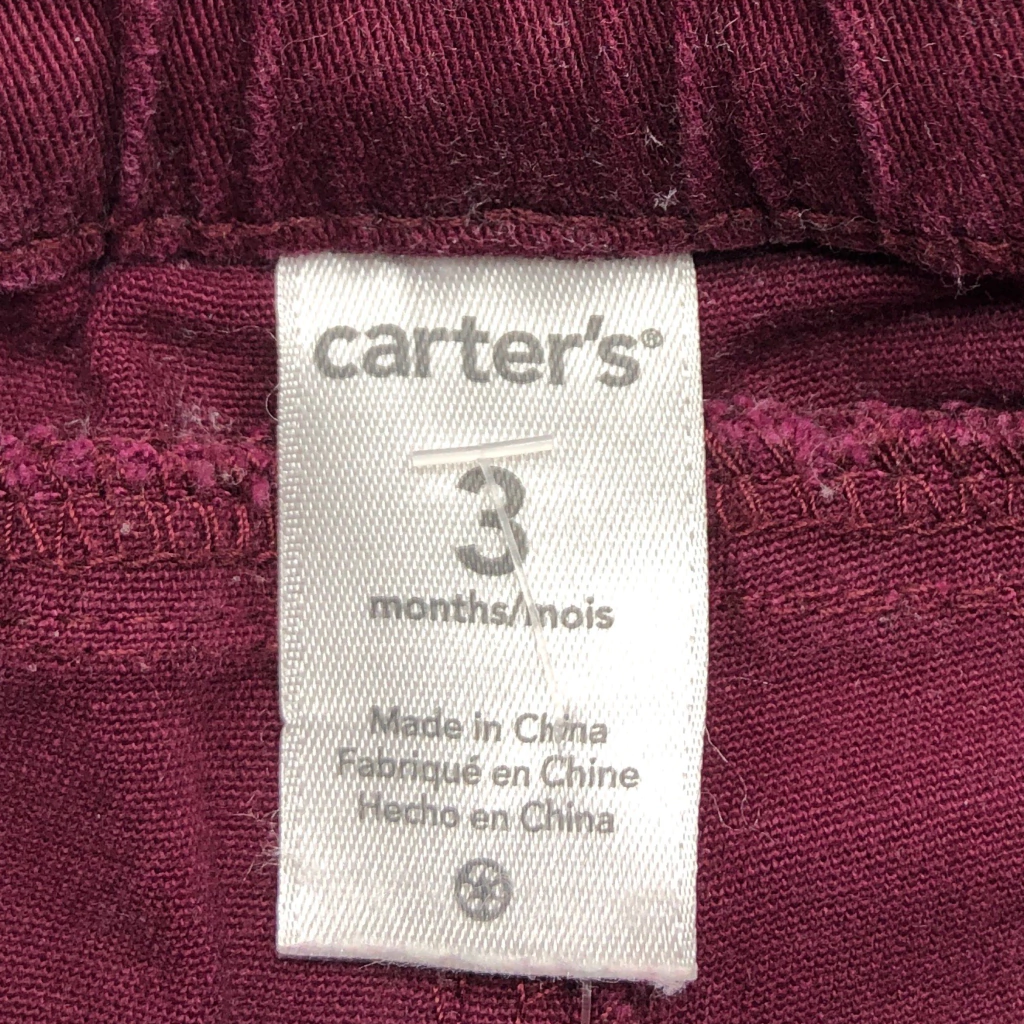 carter's®
3
months/mois
Made in China
Fabriqué en Chine
Hecho en China